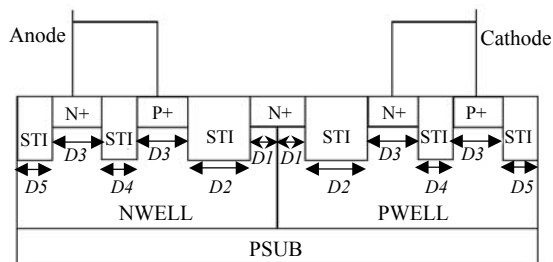 Anode Cathode
N+ P+ N+ N+ P+
STI STI STI STI STI STI
D3 D3 D1 D1 D3 D3
D5 D4 D2 D2 D4 D5
NWELL PWELL
PSUB